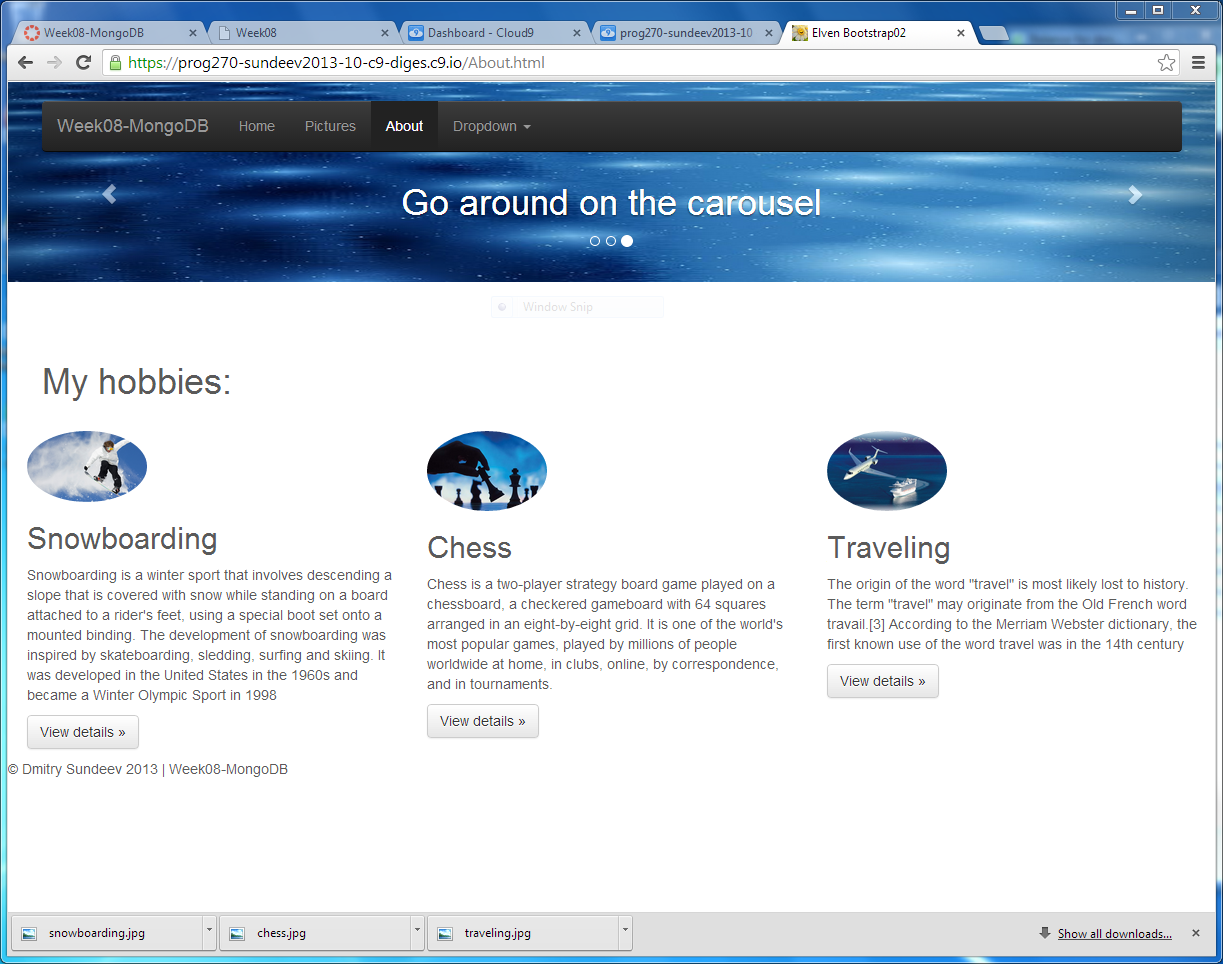 Week08-MongoDB
Week08
Dashboard - Cloud9
prog270-sundeev2013-10
Elven Bootstrap02
https://prog270-sundeev2013-10-c9-diges.c9.io/About.html
Week08-MongoDB Home Pictures About Dropdown
Go around on the carousel
Window Snip
My hobbies:
Snowboarding
Snowboarding is a winter sport that involves descending a
slope that is covered with snow while standing on a board
attached to a rider's feet, using a special boot set onto a
mounted binding. The development of snowboarding was
inspired by skateboarding, sledding, surfing and skiing. It
was developed in the United States in the 1960s and
became a Winter Olympic Sport in 1998
View details »
Chess
Chess is a two-player strategy board game played on a
chessboard, a checkered gameboard with 64 squares
arranged in an eight-by-eight grid. It is one of the world's
most popular games, played by millions of people
worldwide at home, in clubs, online, by correspondence,
and in tournaments.
View details »
Traveling
The origin of the word "travel" is most likely lost to history.
The term "travel" may originate from the Old French word
travail.[3] According to the Merriam Webster dictionary, the
first known use of the word travel was in the 14th century
View details »
© Dmitry Sundeev 2013 | Week08-MongoDB
snowboarding.jpg
chess.jpg
traveling.jpg
Show all downloads...